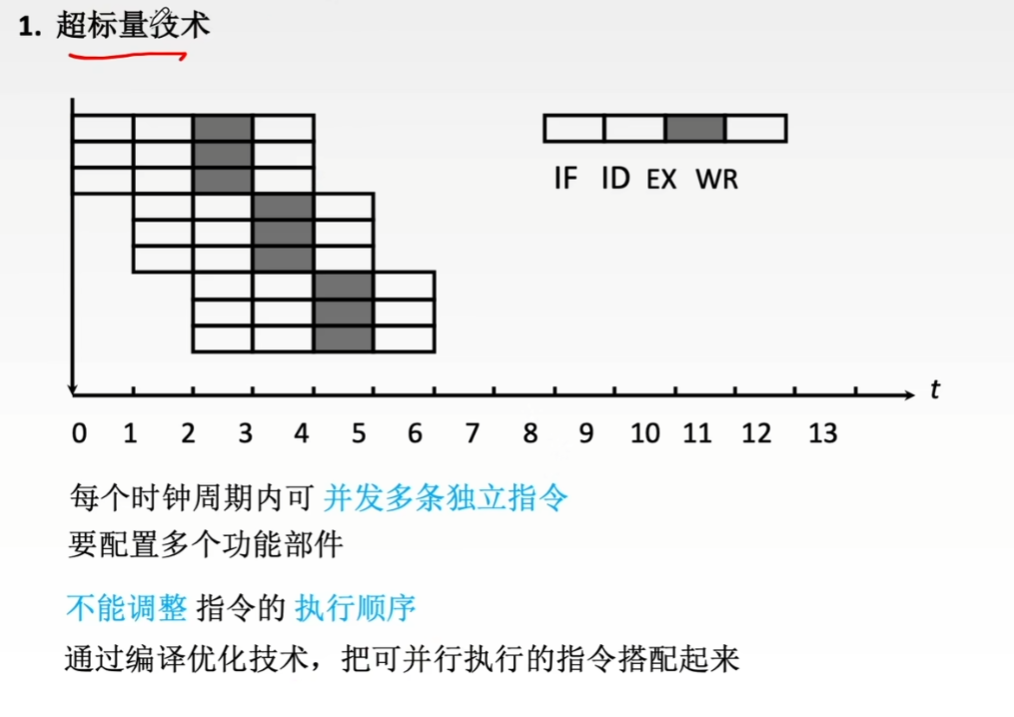 1. 超标量技术
IF ID EX WR
t
0 1 2 3 4 5 6 7 8 9 10 11 12 13
每个时钟周期内可 并发多条独立指令
要配置多个功能部件
不能调整 指令的 执行顺序
通过编译优化技术，把可并行执行的指令搭配起来